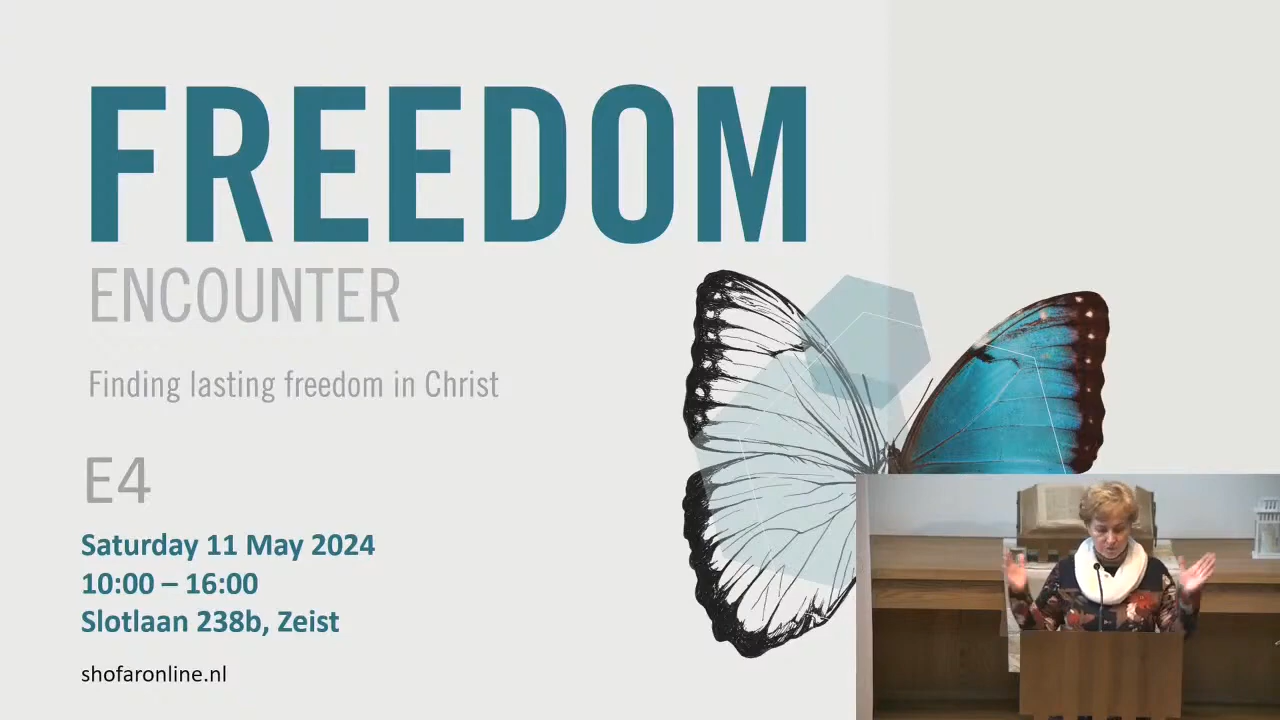 FREEDOM
ENCOUNTER
Finding lasting freedom in Christ
E4
Saturday 11 May 2024
10:00 – 16:00
Slotlaan 238b, Zeist
shofaronline.nl